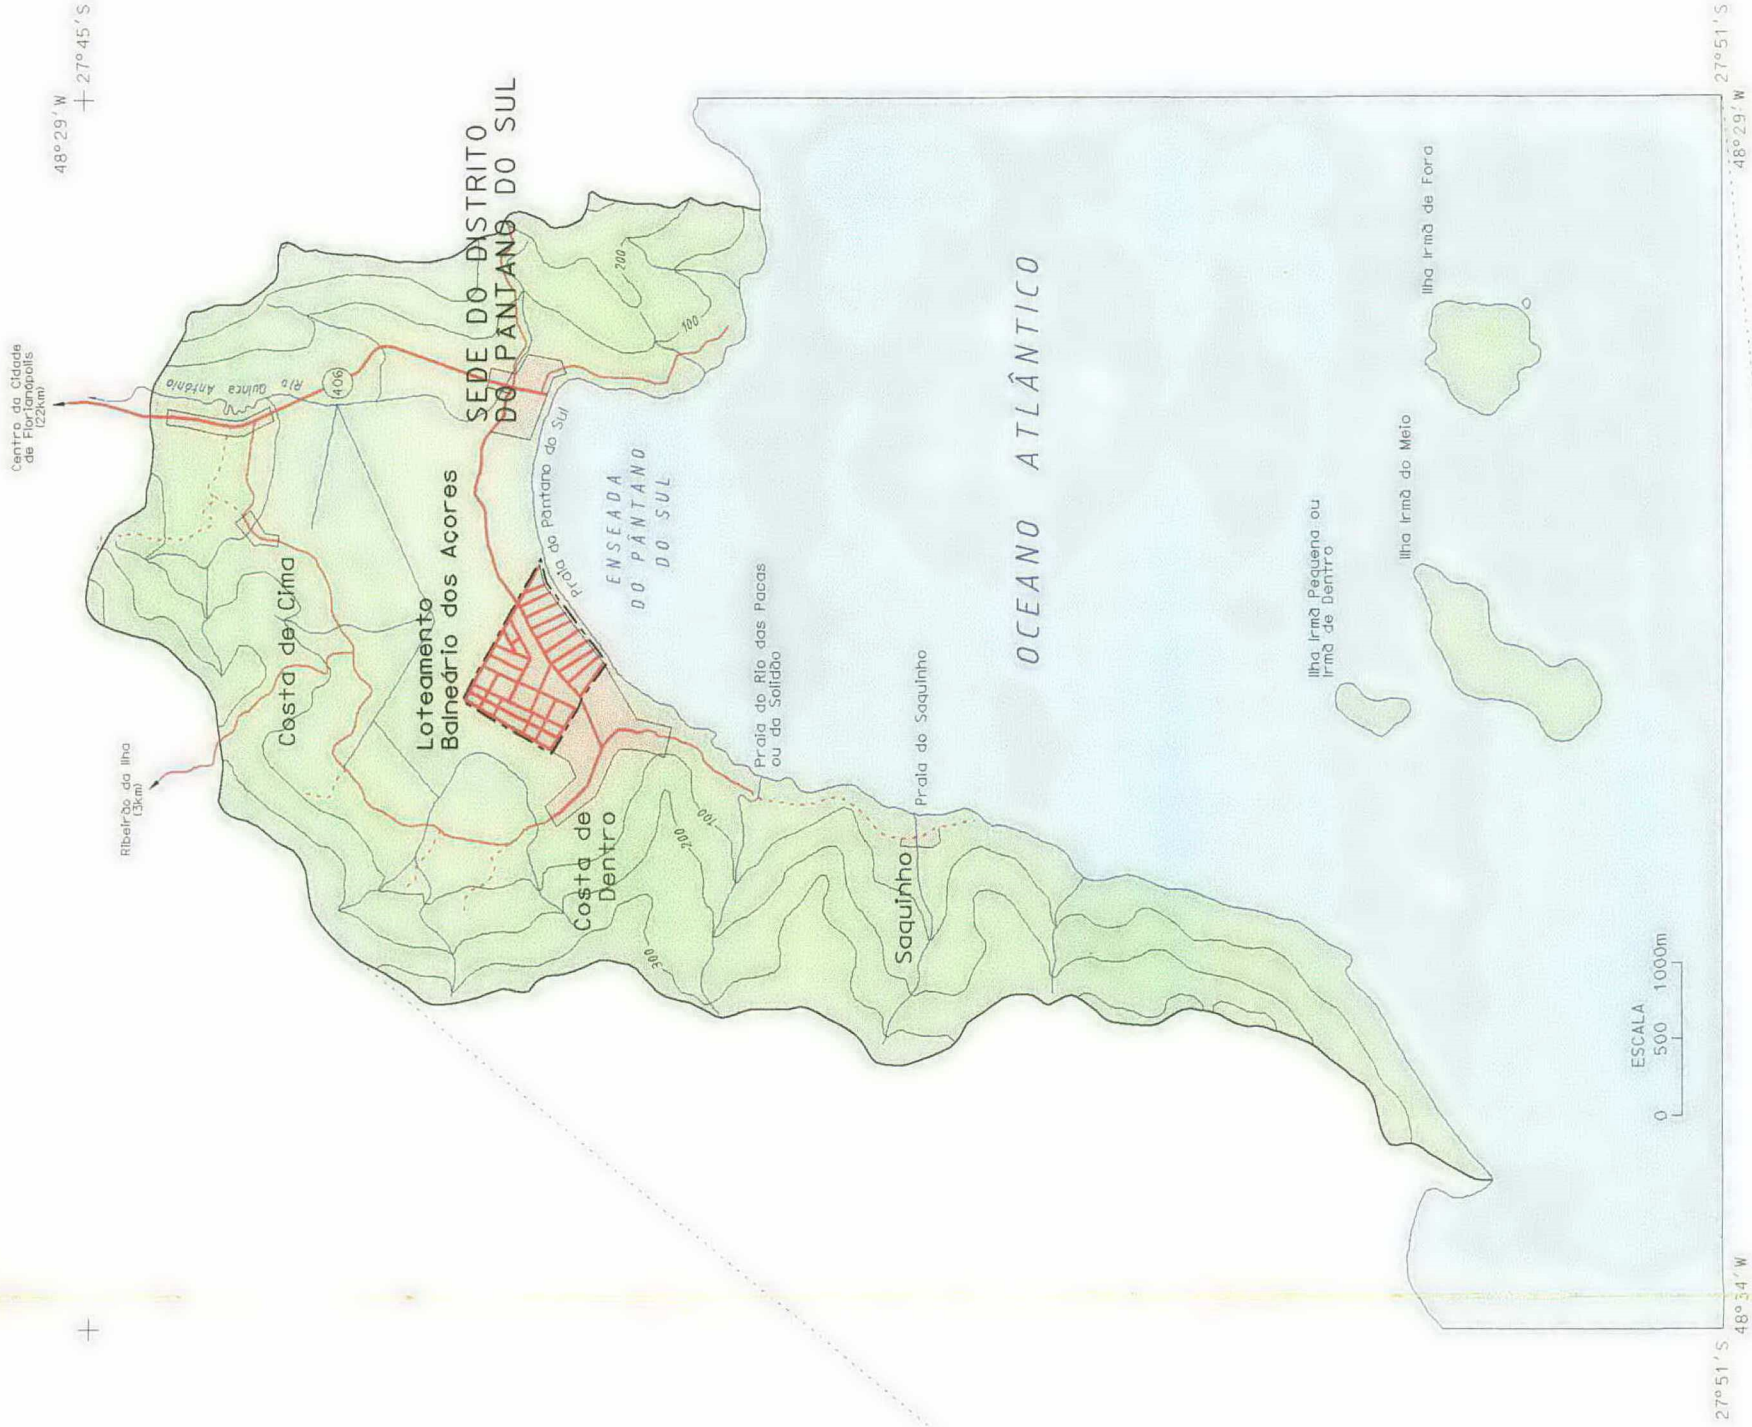 Centro da Cidade
de Florianópolis
(22km)
48°29'W
27°45'S
Ribeirão da Ilha
(3km)
Rio Quinca Antônio
406
Costa de Cima
SEDE DO DISTRITO
DO PÂNTANO DO SUL
Loteamento
Balneário dos Açores
Praia do Pântano do Sul
ENSEADA
DO PÂNTANO
DO SUL
200
100
Costa de
Dentro
200
100
300
Praia do Rio das Pacas
ou da Solidão
Saquinho
Praia do Saquinho
OCEANO ATLÂNTICO
Ilha Irmã Pequena ou
Irmã de Dentro
Ilha Irmã do Meio
Ilha Irmã de Fora
ESCALA
0 500 1000m
27°51'S
48°34'W
48°29'W
27°51'S